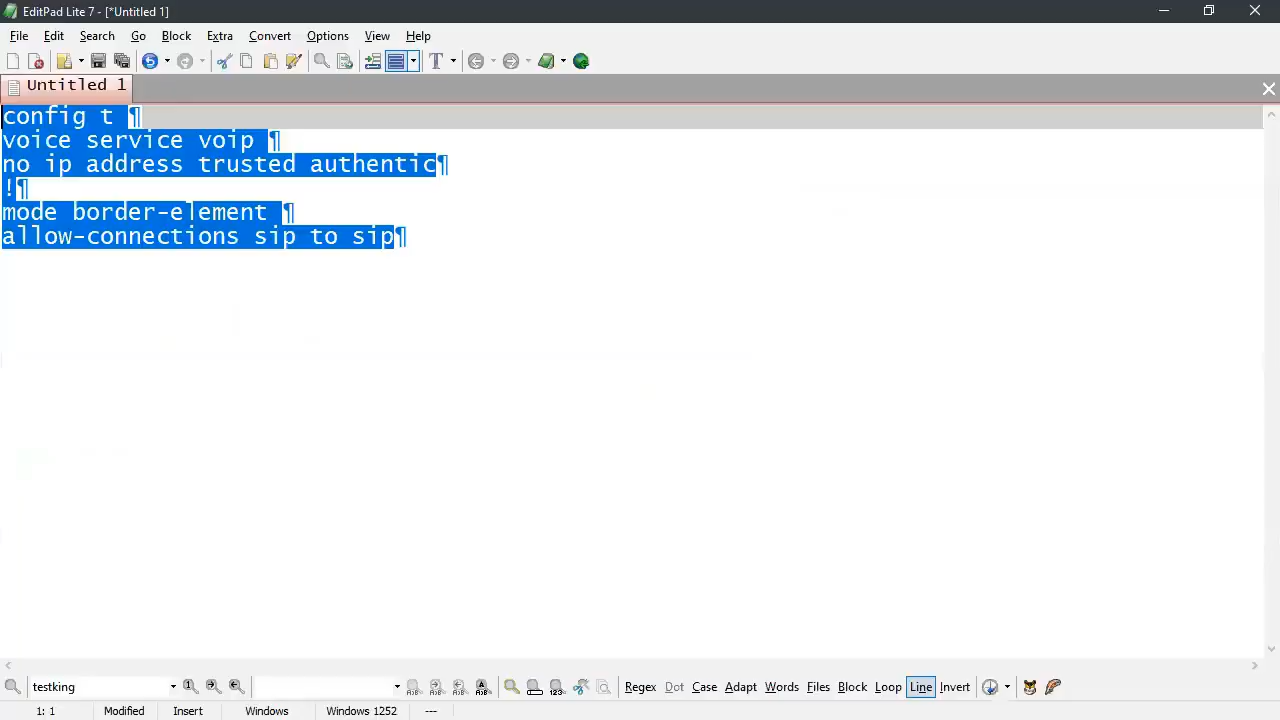 EditPad Lite 7 - [*Untitled 1]
File Edit Search Go Block Extra Convert Options View Help
Untitled 1
config t ¶
voice service voip ¶
no ip address trusted authentic¶
!¶
mode border-element ¶
allow-connections sip to sip¶
testking Regex Dot Case Adapt Words Files Block Loop Line Invert
1: 1 Modified Insert Windows Windows 1252 ---